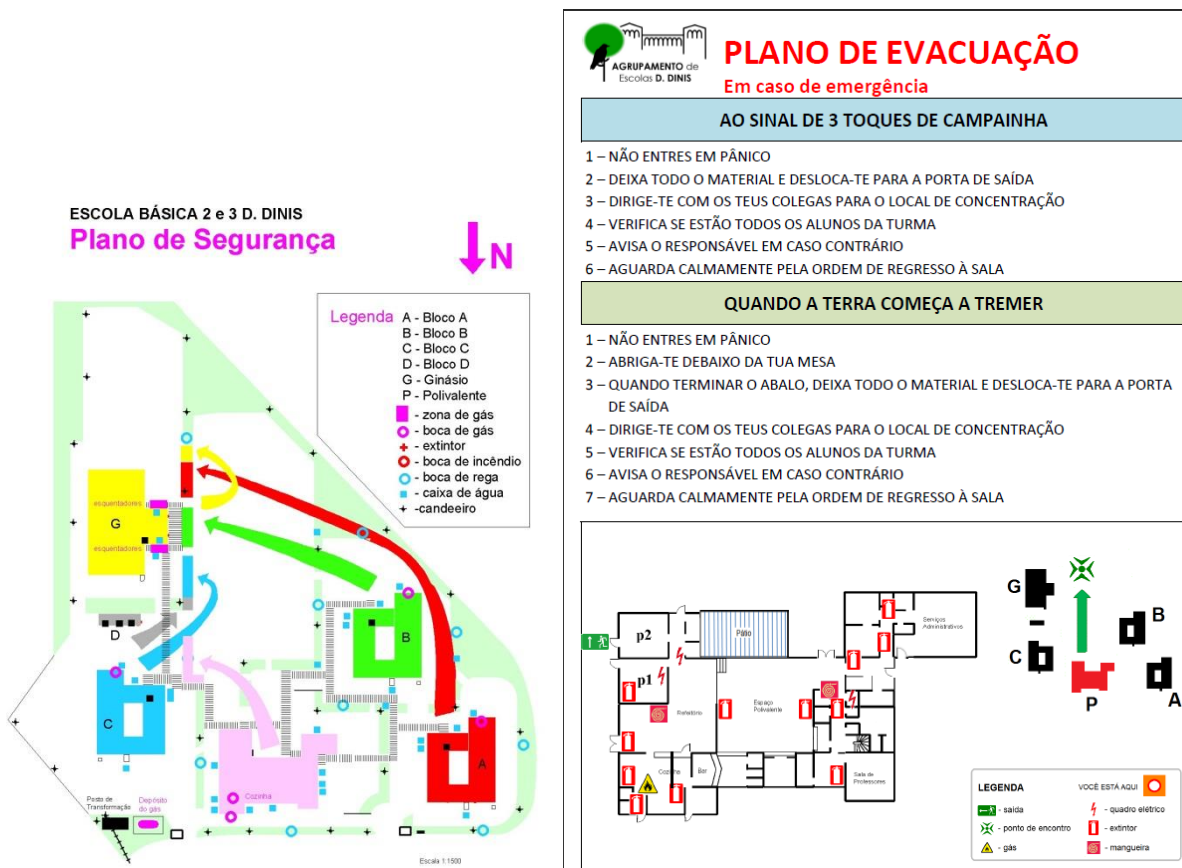 ESCOLA BÁSICA 2 e 3 D. DINIS
Plano de Segurança
N
Legenda
A - Bloco A
B - Bloco B
C - Bloco C
D - Bloco D
G - Ginásio
P - Polivalente
- zona de gás
- boca de gás
- extintor
- boca de incêndio
- boca de rega
- caixa de água
- candeeiro
esquentadores
G
esquentadores
D
B
C
A
Cozinha
Posto de
Transformação
Depósito
do gás
Escala 1:1500
AGRUPAMENTO de
Escolas D. DINIS
PLANO DE EVACUAÇÃO
Em caso de emergência
AO SINAL DE 3 TOQUES DE CAMPAINHA
1 – NÃO ENTRES EM PÂNICO
2 – DEIXA TODO O MATERIAL E DESLOCA-TE PARA A PORTA DE SAÍDA
3 – DIRIGE-TE COM OS TEUS COLEGAS PARA O LOCAL DE CONCENTRAÇÃO
4 – VERIFICA SE ESTÃO TODOS OS ALUNOS DA TURMA
5 – AVISA O RESPONSÁVEL EM CASO CONTRÁRIO
6 – AGUARDA CALMAMENTE PELA ORDEM DE REGRESSO À SALA
QUANDO A TERRA COMEÇA A TREMER
1 – NÃO ENTRES EM PÂNICO
2 – ABRIGA-TE DEBAIXO DA TUA MESA
3 – QUANDO TERMINAR O ABALO, DEIXA TODO O MATERIAL E DESLOCA-TE PARA A PORTA
DE SAÍDA
4 – DIRIGE-TE COM OS TEUS COLEGAS PARA O LOCAL DE CONCENTRAÇÃO
5 – VERIFICA SE ESTÃO TODOS OS ALUNOS DA TURMA
6 – AVISA O RESPONSÁVEL EM CASO CONTRÁRIO
7 – AGUARDA CALMAMENTE PELA ORDEM DE REGRESSO À SALA
p2
Pátio
Serviços
Administrativos
p1
Refeitório
Espaço
Polivalente
Cozinha
Bar
Sala de
Professores
G
B
C
P
A
LEGENDA
VOCÊ ESTÁ AQUI
- saída
- quadro elétrico
- ponto de encontro
- extintor
- gás
- mangueira